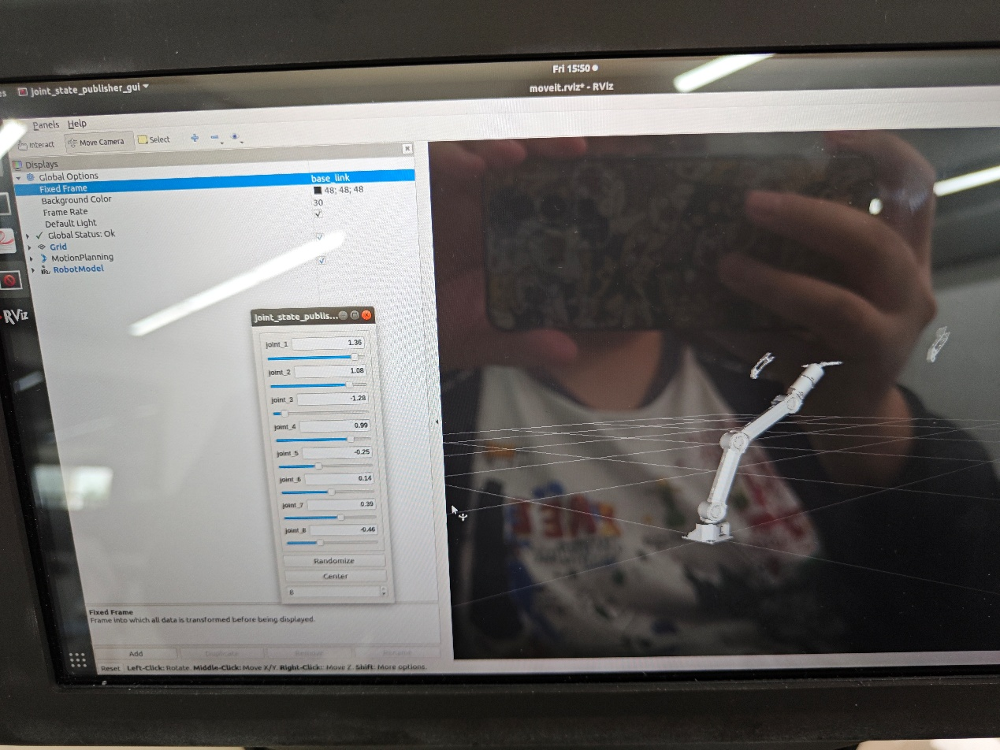 Fri 15:50
joint_state_publisher_gui
moveit.rviz* - RViz
Panels Help
Interact Move Camera Select
Displays
Global Options
Fixed Frame base_link
Background Color 48; 48; 48
Frame Rate 30
Default Light
Global Status: Ok
Grid
MotionPlanning
RobotModel
RViz
joint_state_publis...
joint_1 1.36
joint_2 1.08
joint_3 -1.28
joint_4 0.99
joint_5 -0.25
joint_6 0.14
joint_7 0.39
joint_8 -0.46
Randomize
Center
8
Fixed Frame
Frame into which all data is transformed before being displayed.
Add Duplicate Remove Rename
Reset Left-Click: Rotate. Middle-Click: Move X/Y. Right-Click: Move Z. Shift: More options.